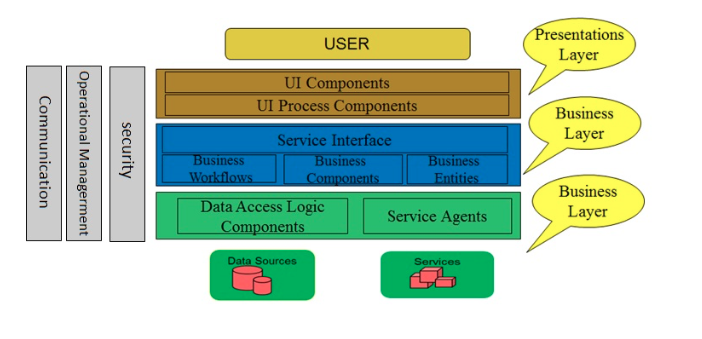 USER
Presentations
Layer
Communication
Operational Managerment
security
UI Components
UI Process Components
Business
Layer
Service Interface
Business
Workflows
Business
Components
Business
Entities
Business
Layer
Data Access Logic
Components
Service Agents
Data Sources
Services